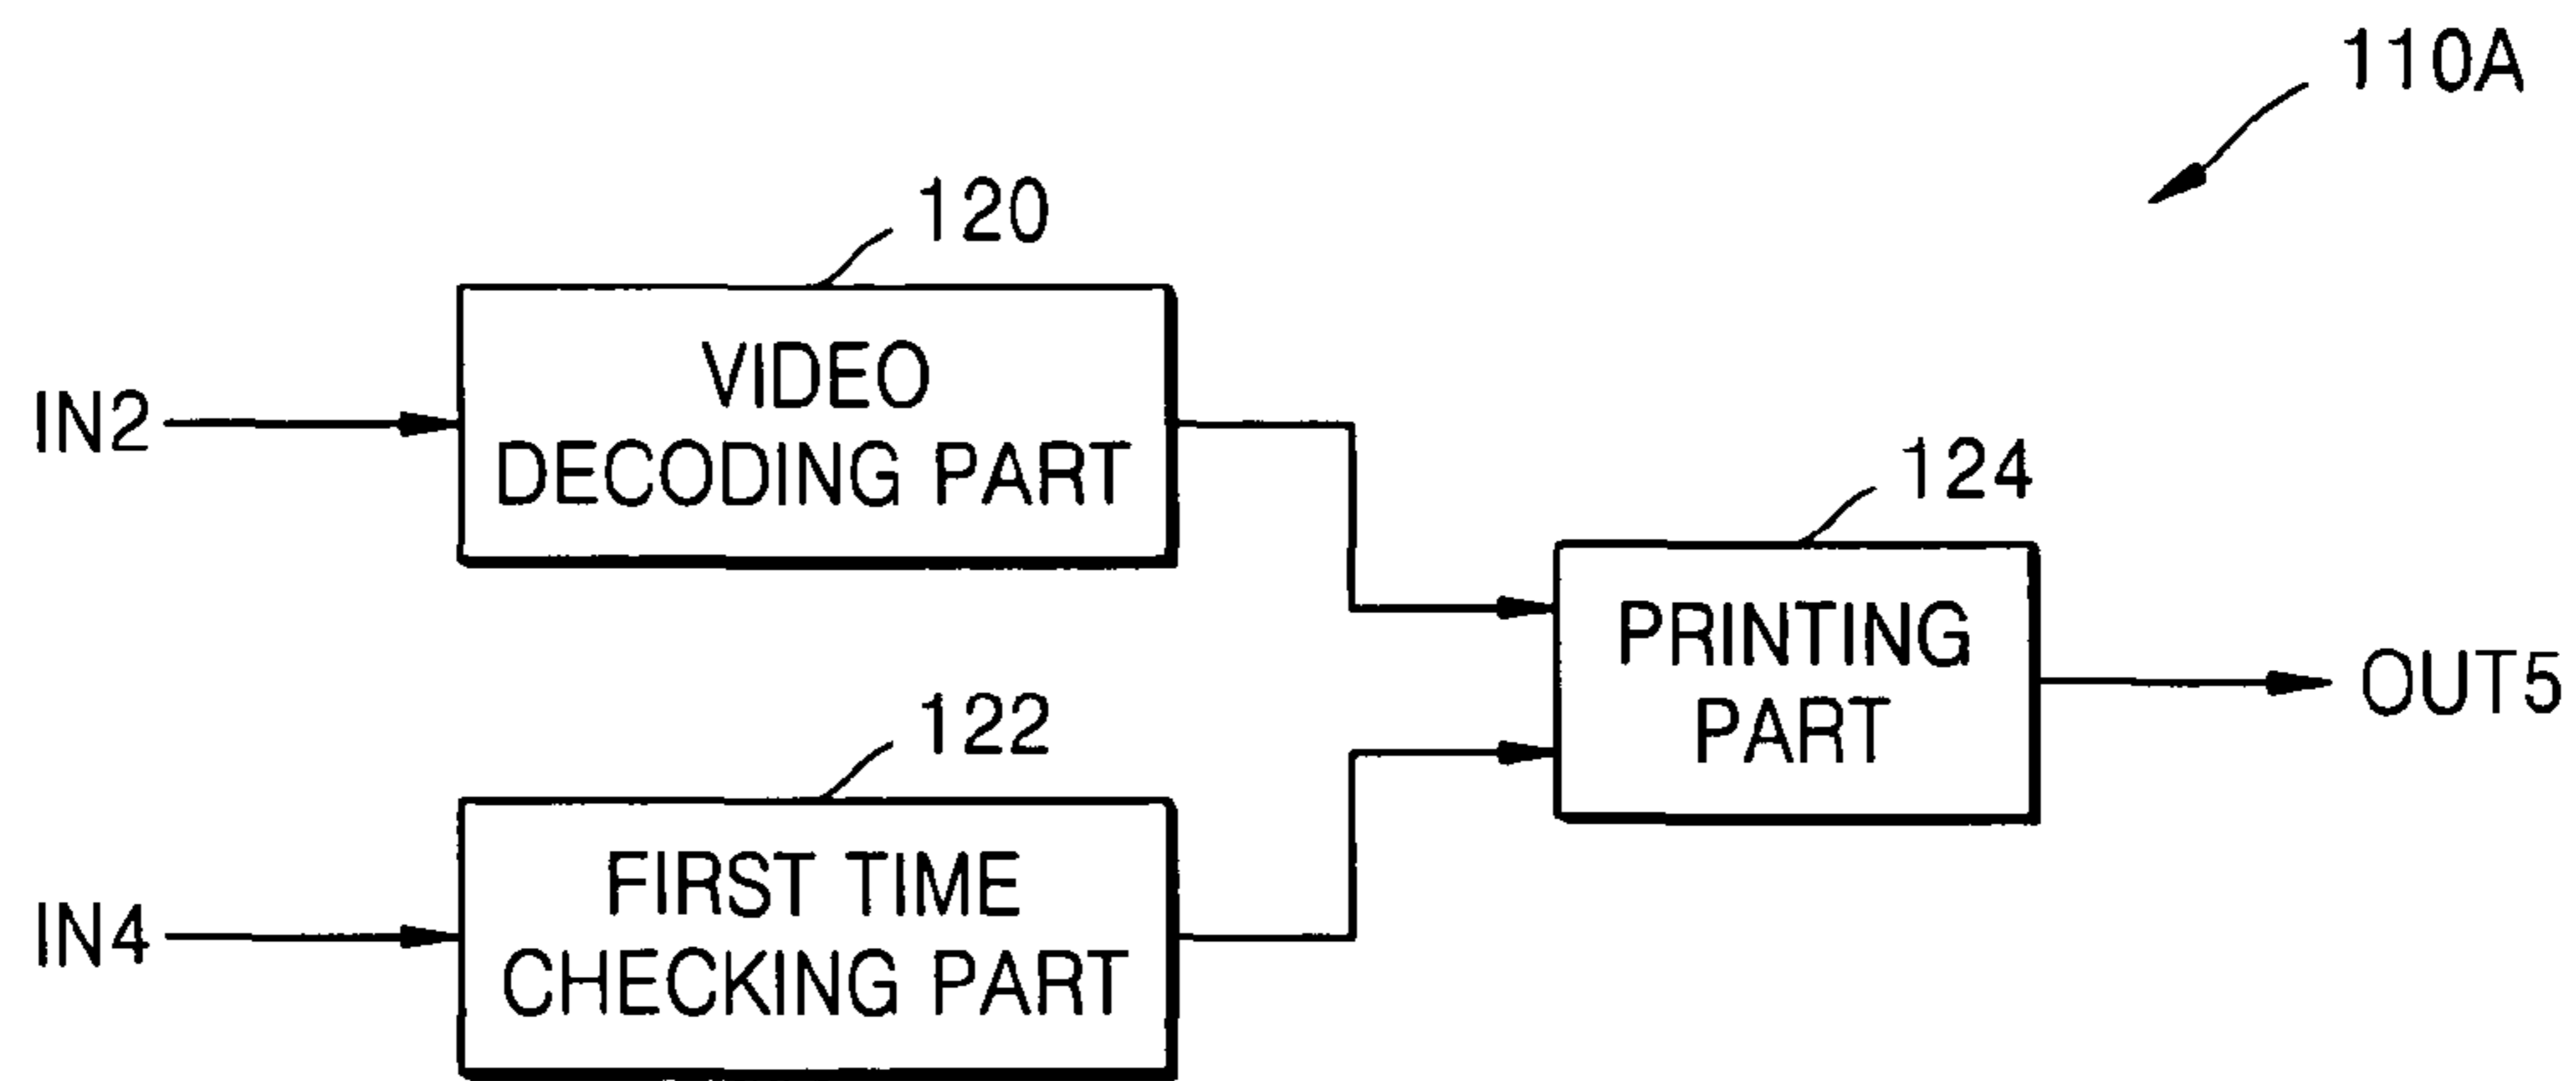 110A
120
VIDEO
DECODING PART
IN2
124
PRINTING
PART
OUT5
122
FIRST TIME
CHECKING PART
IN4